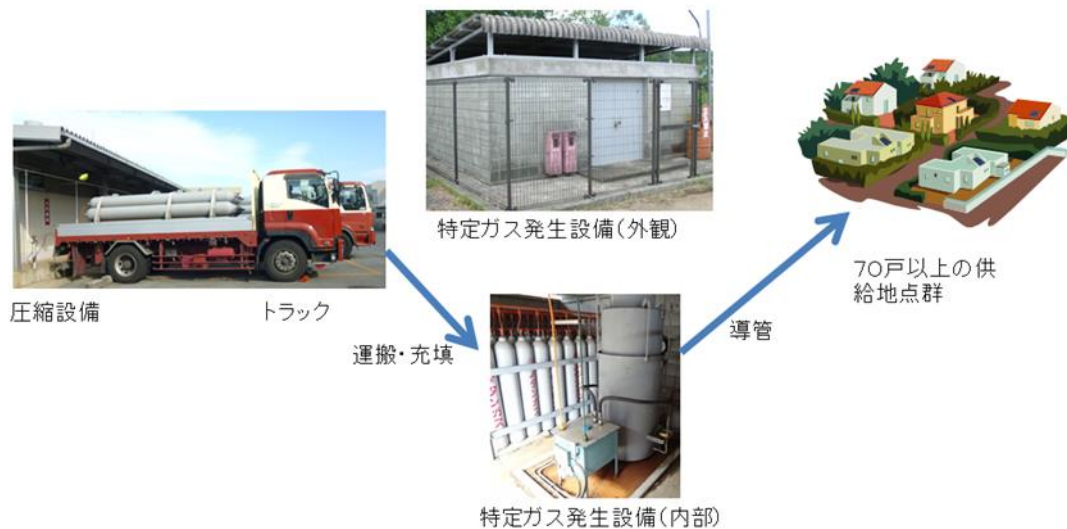 特定ガス発生設備(外観)
圧縮設備
トラック
運搬・充填
導管
70戸以上の供
給地点群
特定ガス発生設備(内部)